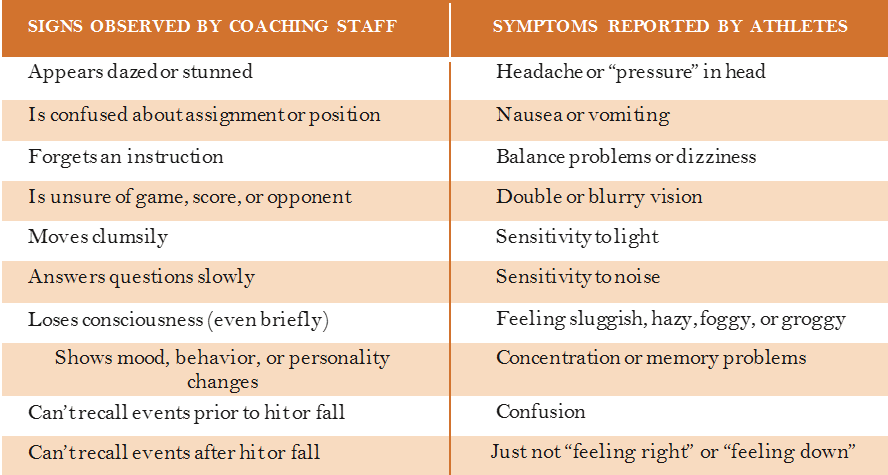 SIGNS OBSERVED BY COACHING STAFF
SYMPTOMS REPORTED BY ATHLETES
Appears dazed or stunned
Headache or “pressure” in head
Is confused about assignment or position
Nausea or vomiting
Forgets an instruction
Balance problems or dizziness
Is unsure of game, score, or opponent
Double or blurry vision
Moves clumsily
Sensitivity to light
Answers questions slowly
Sensitivity to noise
Loses consciousness (even briefly)
Feeling sluggish, hazy, foggy, or groggy
Shows mood, behavior, or personality
changes
Concentration or memory problems
Can’t recall events prior to hit or fall
Confusion
Can’t recall events after hit or fall
Just not “feeling right” or “feeling down”